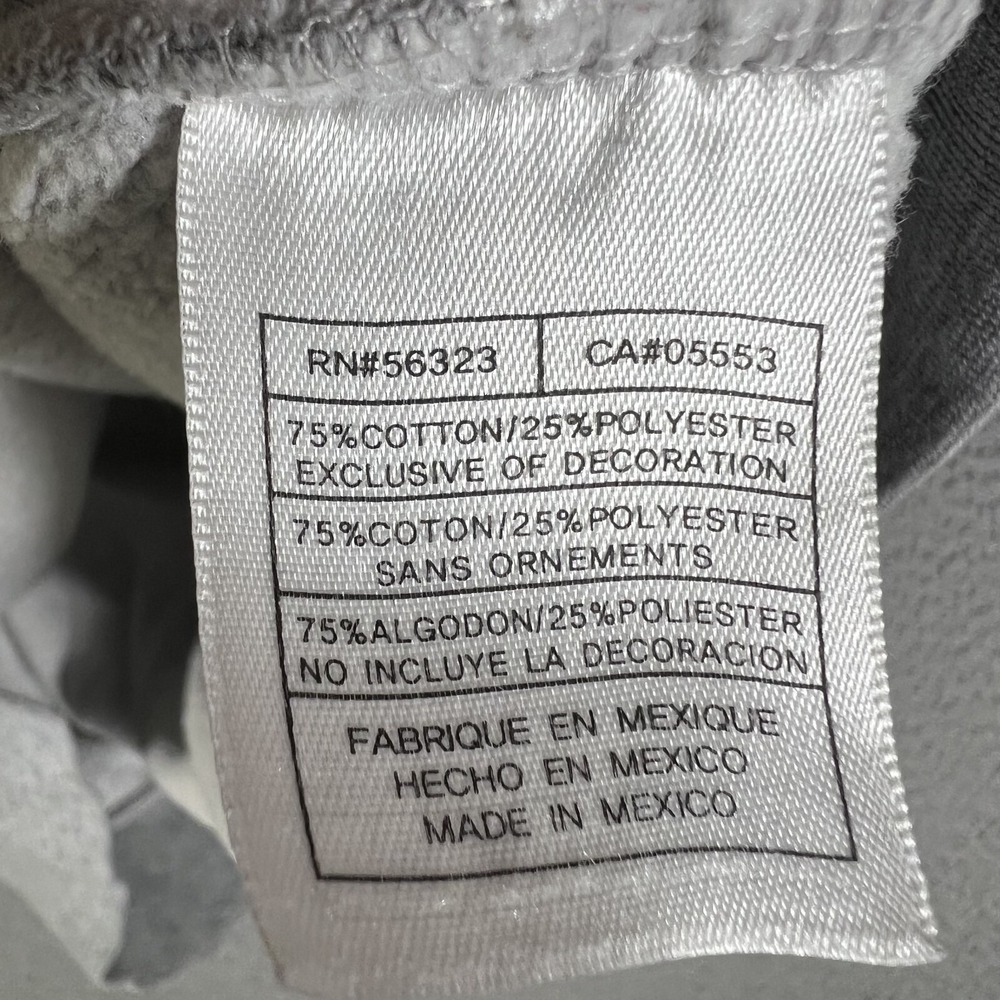 RN#56323 CA#05553
75%COTTON/25%POLYESTER
EXCLUSIVE OF DECORATION
75%COTON/25%POLYESTER
SANS ORNEMENTS
75%ALGODON/25%POLIESTER
NO INCLUYE LA DECORACION
FABRIQUE EN MEXIQUE
HECHO EN MEXICO
MADE IN MEXICO